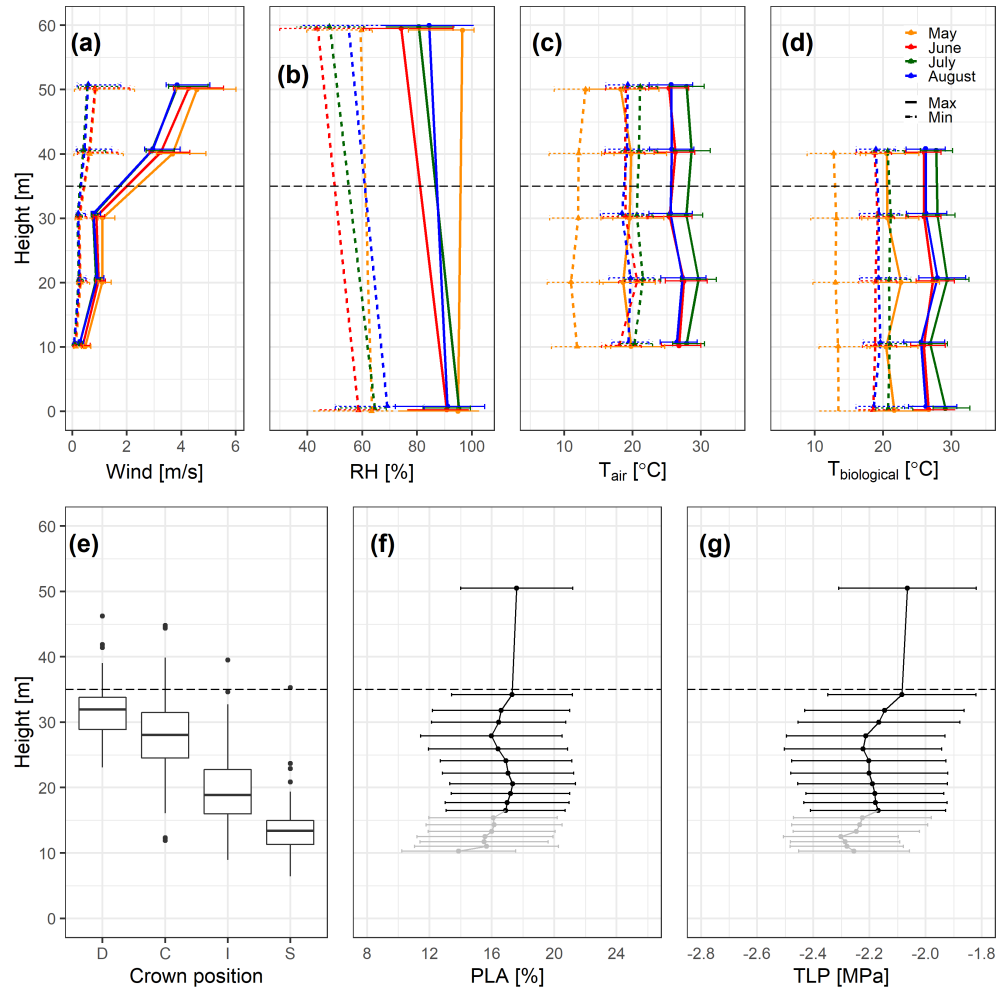 (a)
(b)
(c)
(d)
May
June
July
August
Max
Min
60
50
40
30
20
10
0
Height [m]
0 2 4 6
40 60 80 100
10 20 30
10 20 30
Wind [m/s]
RH [%]
Tair [°C]
Tbiological [°C]
(e)
(f)
(g)
60
50
40
30
20
10
0
Height [m]
D C I S
8 12 16 20 24
-2.8 -2.6 -2.4 -2.2 -2.0 -1.8
Crown position
PLA [%]
TLP [MPa]